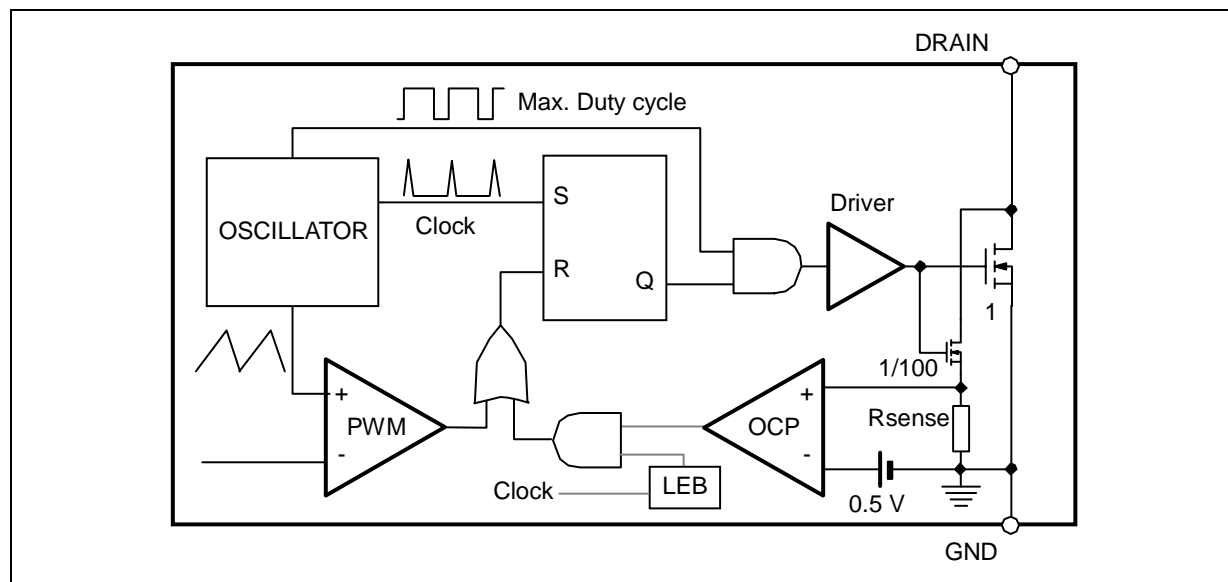 DRAIN
Max. Duty cycle
OSCILLATOR
Clock
S
R
Q
Driver
1
1/100
+
-
PWM
+
-
OCP
Rsense
Clock
LEB
0.5 V
GND